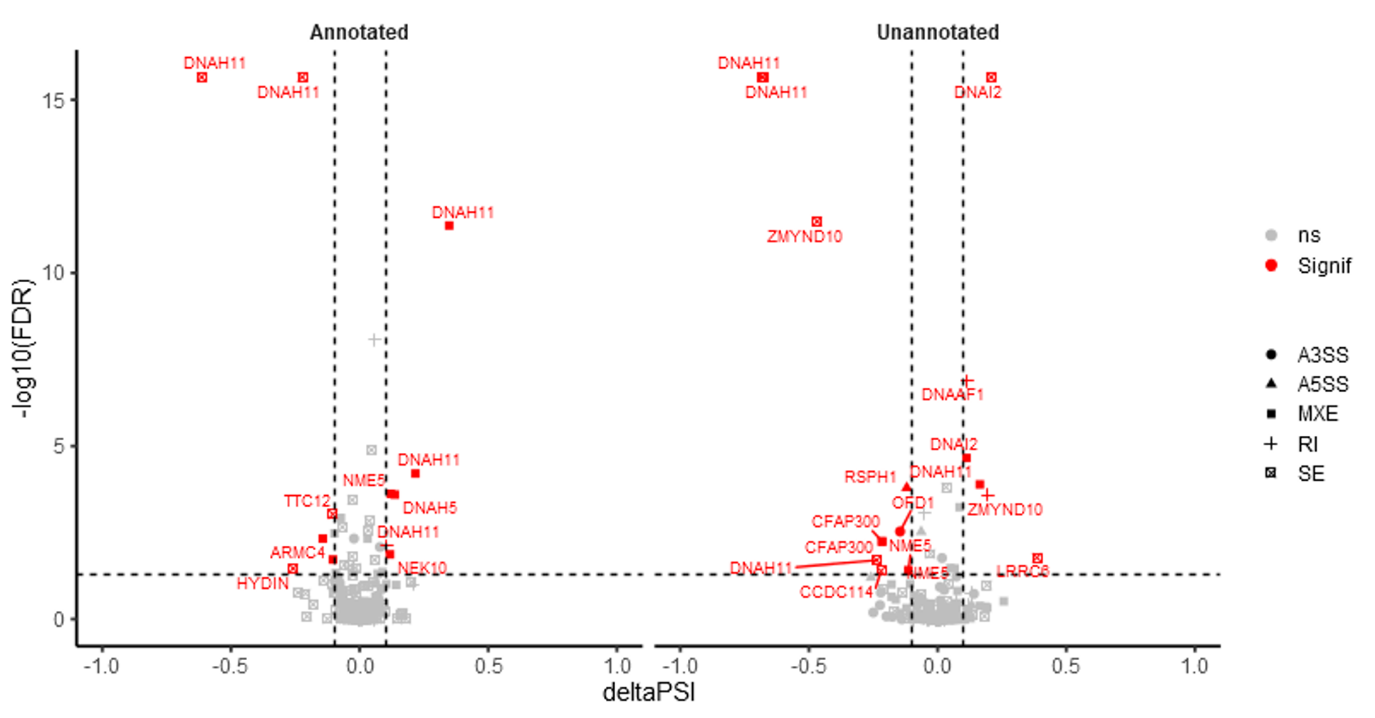 Annotated
Unannotated
DNAH11
DNAH11
DNAH11
DNAH11
DNAI2
DNAH11
ZMYND10
ns
Signif
DNAAF1
A3SS
A5SS
MXE
RI
SE
DNAH11
NME5
DNAH5
TTC12
DNAH11
ARMC4
NEK10
HYDIN
DNAI2
DNAH11
RSPH1
OFD1
ZMYND10
CFAP300
CFAP300
NME5
DNAH11
NME5
LRRC6
CCDC114
-log10(FDR)
15
10
5
0
-1.0 -0.5 0.0 0.5 1.0
-1.0 -0.5 0.0 0.5 1.0
deltaPSI